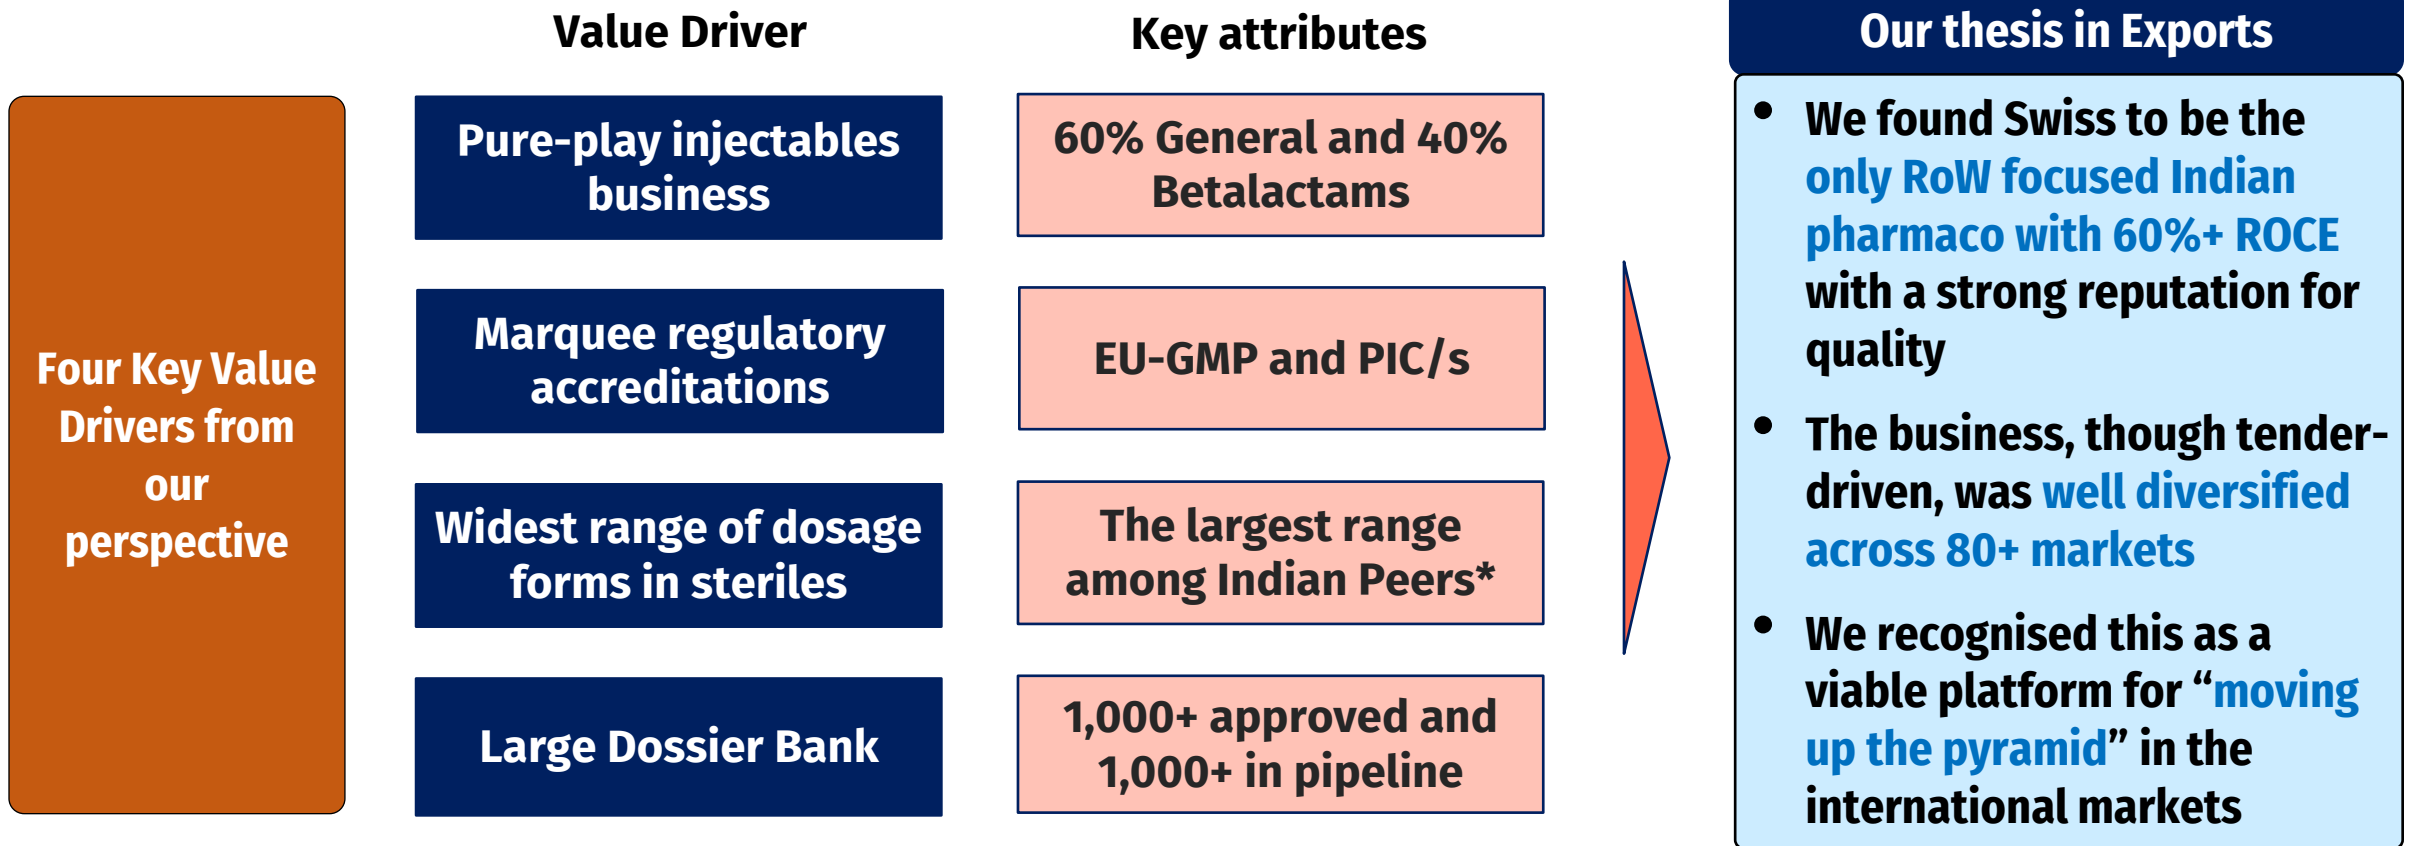 Value Driver
Key attributes
Our thesis in Exports
Four Key Value
Drivers from
our
perspective
Pure-play injectables
business
60% General and 40%
Betalactams
Marquee regulatory
accreditations
EU-GMP and PIC/s
Widest range of dosage
forms in steriles
The largest range
among Indian Peers*
Large Dossier Bank
1,000+ approved and
1,000+ in pipeline
• We found Swiss to be the
only RoW focused Indian
pharmaco with 60%+ ROCE
with a strong reputation for
quality
• The business, though tender-
driven, was well diversified
across 80+ markets
• We recognised this as a
viable platform for “moving
up the pyramid” in the
international markets